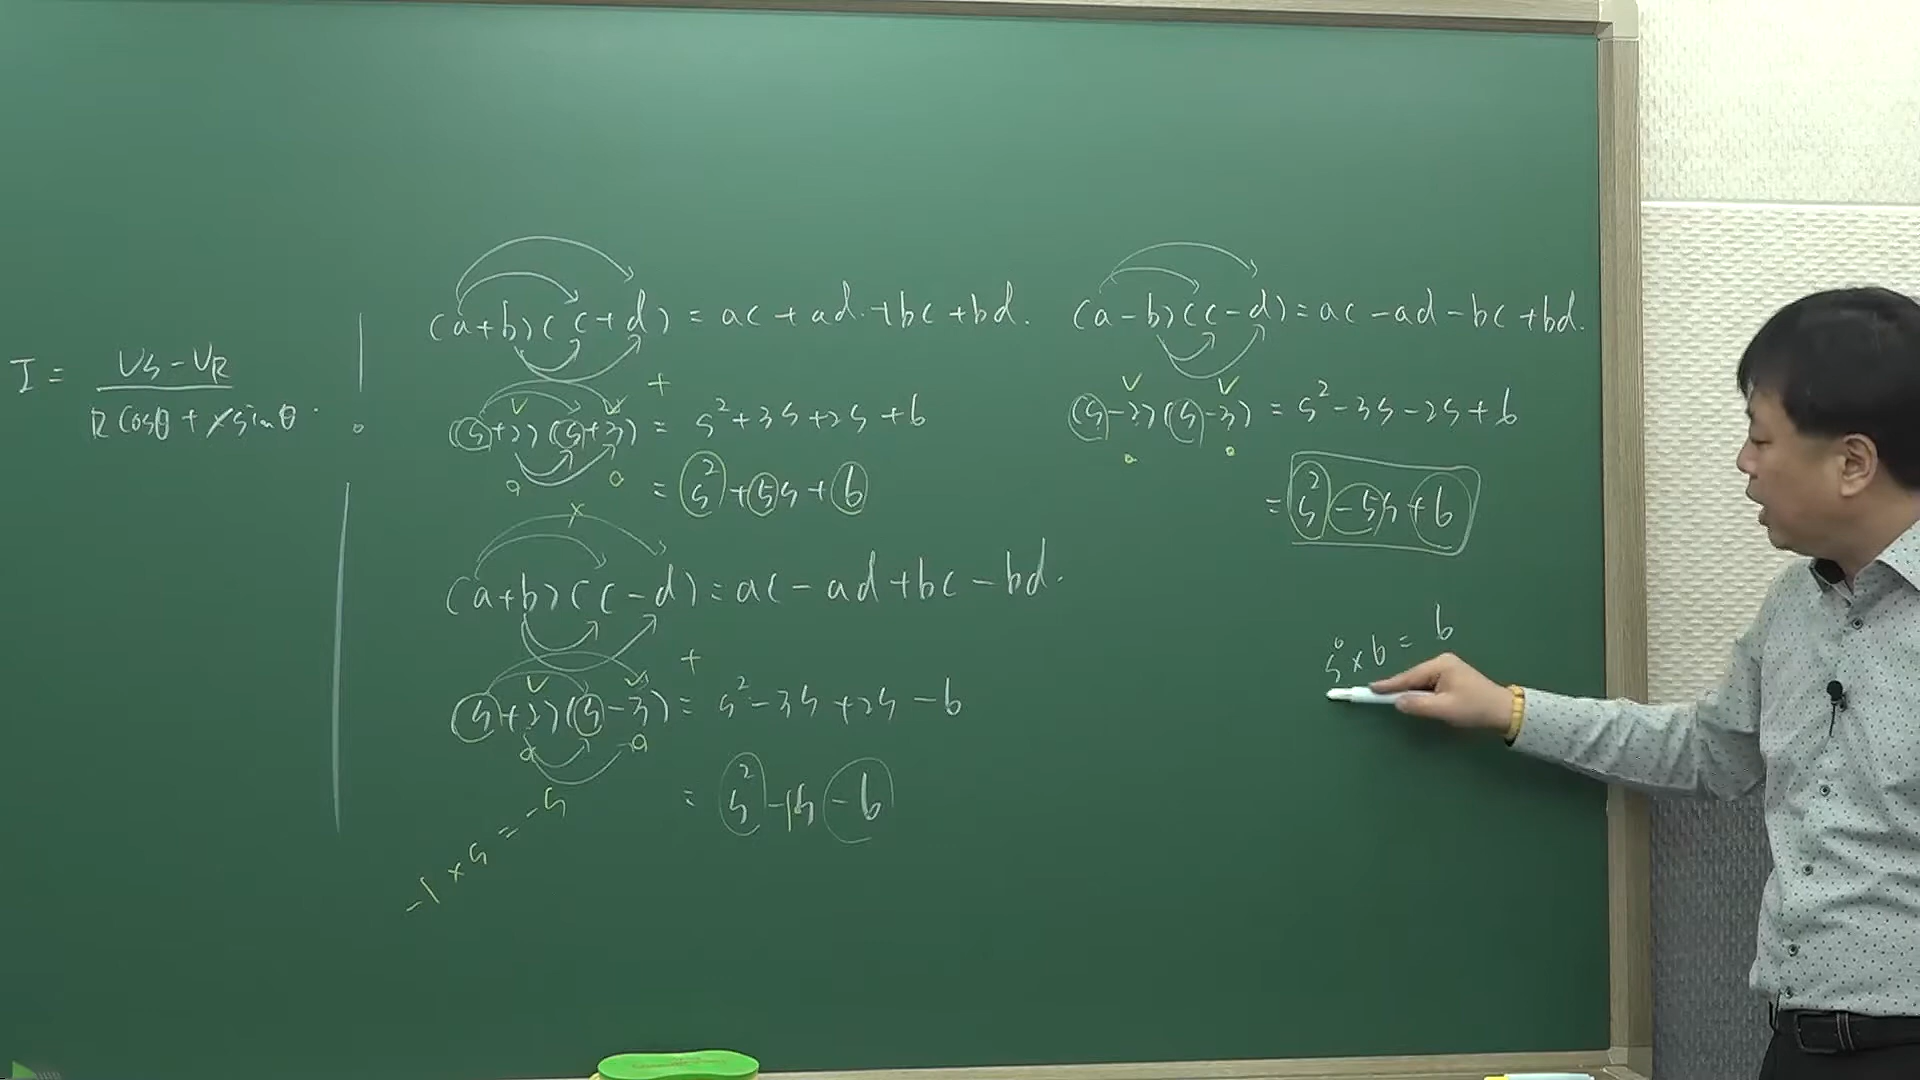 I = (Vs - VR) / (R cosθ + x sinθ)
(a+b)(c+d) = ac + ad + bc + bd.
+
(s+2)(s+3) = s² + 3s + 2s + 6
= s² + 5s + 6
×
(a+b)(c-d) = ac - ad + bc - bd.
+
(s+2)(s-3) = s² - 3s + 2s - 6
= s² - 1s - 6
-1 × s = -s
(a-b)(c-d) = ac - ad - bc + bd.
(s-2)(s-3) = s² - 3s - 2s + 6
= s² - 5s + 6
s⁰ × 6 = 6